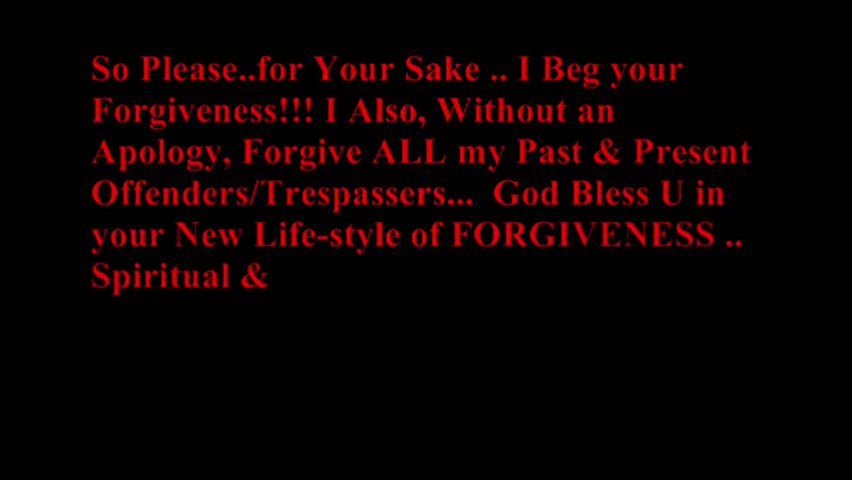 So Please..for Your Sake .. I Beg your
Forgiveness!!! I Also, Without an
Apology, Forgive ALL my Past & Present
Offenders/Trespassers...  God Bless U in
your New Life-style of FORGIVENESS ..
Spiritual &